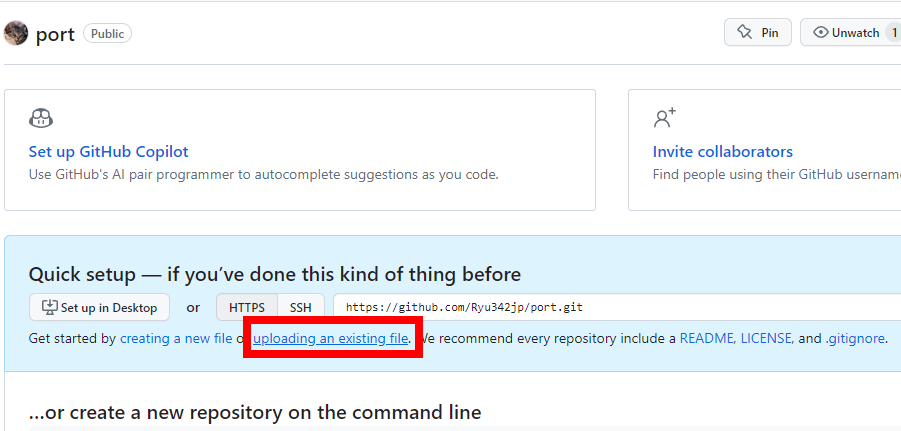 port Public Pin Unwatch 1
Set up GitHub Copilot
Use GitHub's AI pair programmer to autocomplete suggestions as you code.
Invite collaborators
Find people using their GitHub username
Quick setup — if you've done this kind of thing before
Set up in Desktop or HTTPS SSH https://github.com/Ryu342jp/port.git
Get started by creating a new file o uploading an existing file. We recommend every repository include a README, LICENSE, and .gitignore.
…or create a new repository on the command line